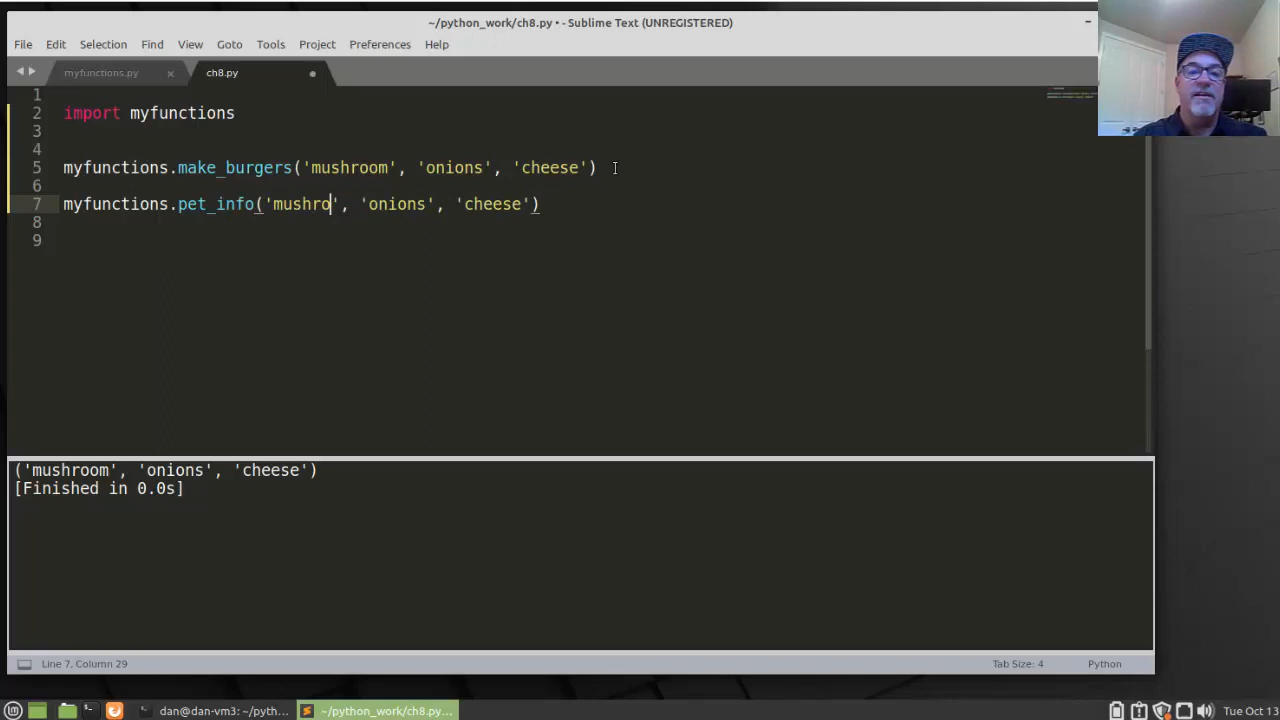 ~/python_work/ch8.py • - Sublime Text (UNREGISTERED)
File Edit Selection Find View Goto Tools Project Preferences Help
myfunctions.py
ch8.py
1
2 import myfunctions
3
4
5 myfunctions.make_burgers('mushroom', 'onions', 'cheese')
6
7 myfunctions.pet_info('mushro', 'onions', 'cheese')
8
9
('mushroom', 'onions', 'cheese')
[Finished in 0.0s]
Line 7, Column 29
Tab Size: 4
Python
dan@dan-vm3: ~/pyth...
~/python_work/ch8.py...
Tue Oct 13